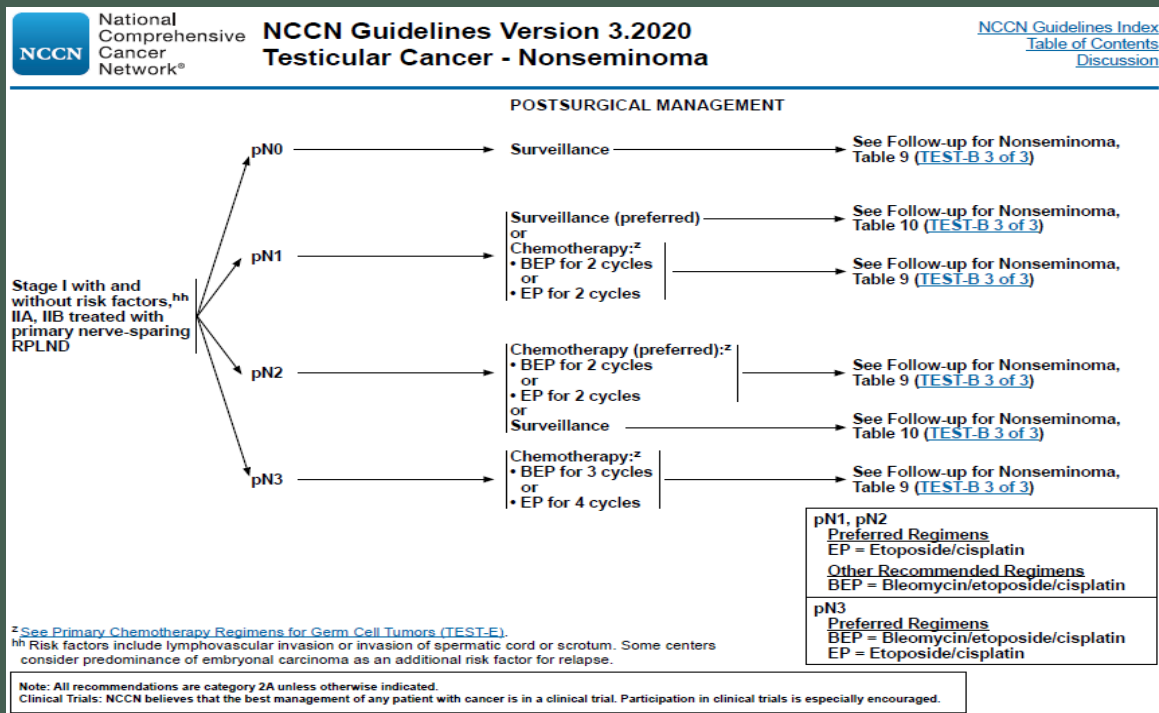 National
Comprehensive
NCCN Cancer
Network®
NCCN Guidelines Version 3.2020
Testicular Cancer - Nonseminoma
NCCN Guidelines Index
Table of Contents
Discussion
POSTSURGICAL MANAGEMENT
Stage I with and
without risk factors,hh
IIA, IIB treated with
primary nerve-sparing
RPLND
pN0
Surveillance
See Follow-up for Nonseminoma,
Table 9 (TEST-B 3 of 3)
pN1
Surveillance (preferred)
or
Chemotherapy:z
• BEP for 2 cycles
or
• EP for 2 cycles
See Follow-up for Nonseminoma,
Table 10 (TEST-B 3 of 3)
See Follow-up for Nonseminoma,
Table 9 (TEST-B 3 of 3)
pN2
Chemotherapy (preferred):z
• BEP for 2 cycles
or
• EP for 2 cycles
or
Surveillance
See Follow-up for Nonseminoma,
Table 9 (TEST-B 3 of 3)
See Follow-up for Nonseminoma,
Table 10 (TEST-B 3 of 3)
pN3
Chemotherapy:z
• BEP for 3 cycles
or
• EP for 4 cycles
See Follow-up for Nonseminoma,
Table 9 (TEST-B 3 of 3)
pN1, pN2
Preferred Regimens
EP = Etoposide/cisplatin
Other Recommended Regimens
BEP = Bleomycin/etoposide/cisplatin
pN3
Preferred Regimens
BEP = Bleomycin/etoposide/cisplatin
EP = Etoposide/cisplatin
z See Primary Chemotherapy Regimens for Germ Cell Tumors (TEST-E).
hh Risk factors include lymphovascular invasion or invasion of spermatic cord or scrotum. Some centers
consider predominance of embryonal carcinoma as an additional risk factor for relapse.
Note: All recommendations are category 2A unless otherwise indicated.
Clinical Trials: NCCN believes that the best management of any patient with cancer is in a clinical trial. Participation in clinical trials is especially encouraged.